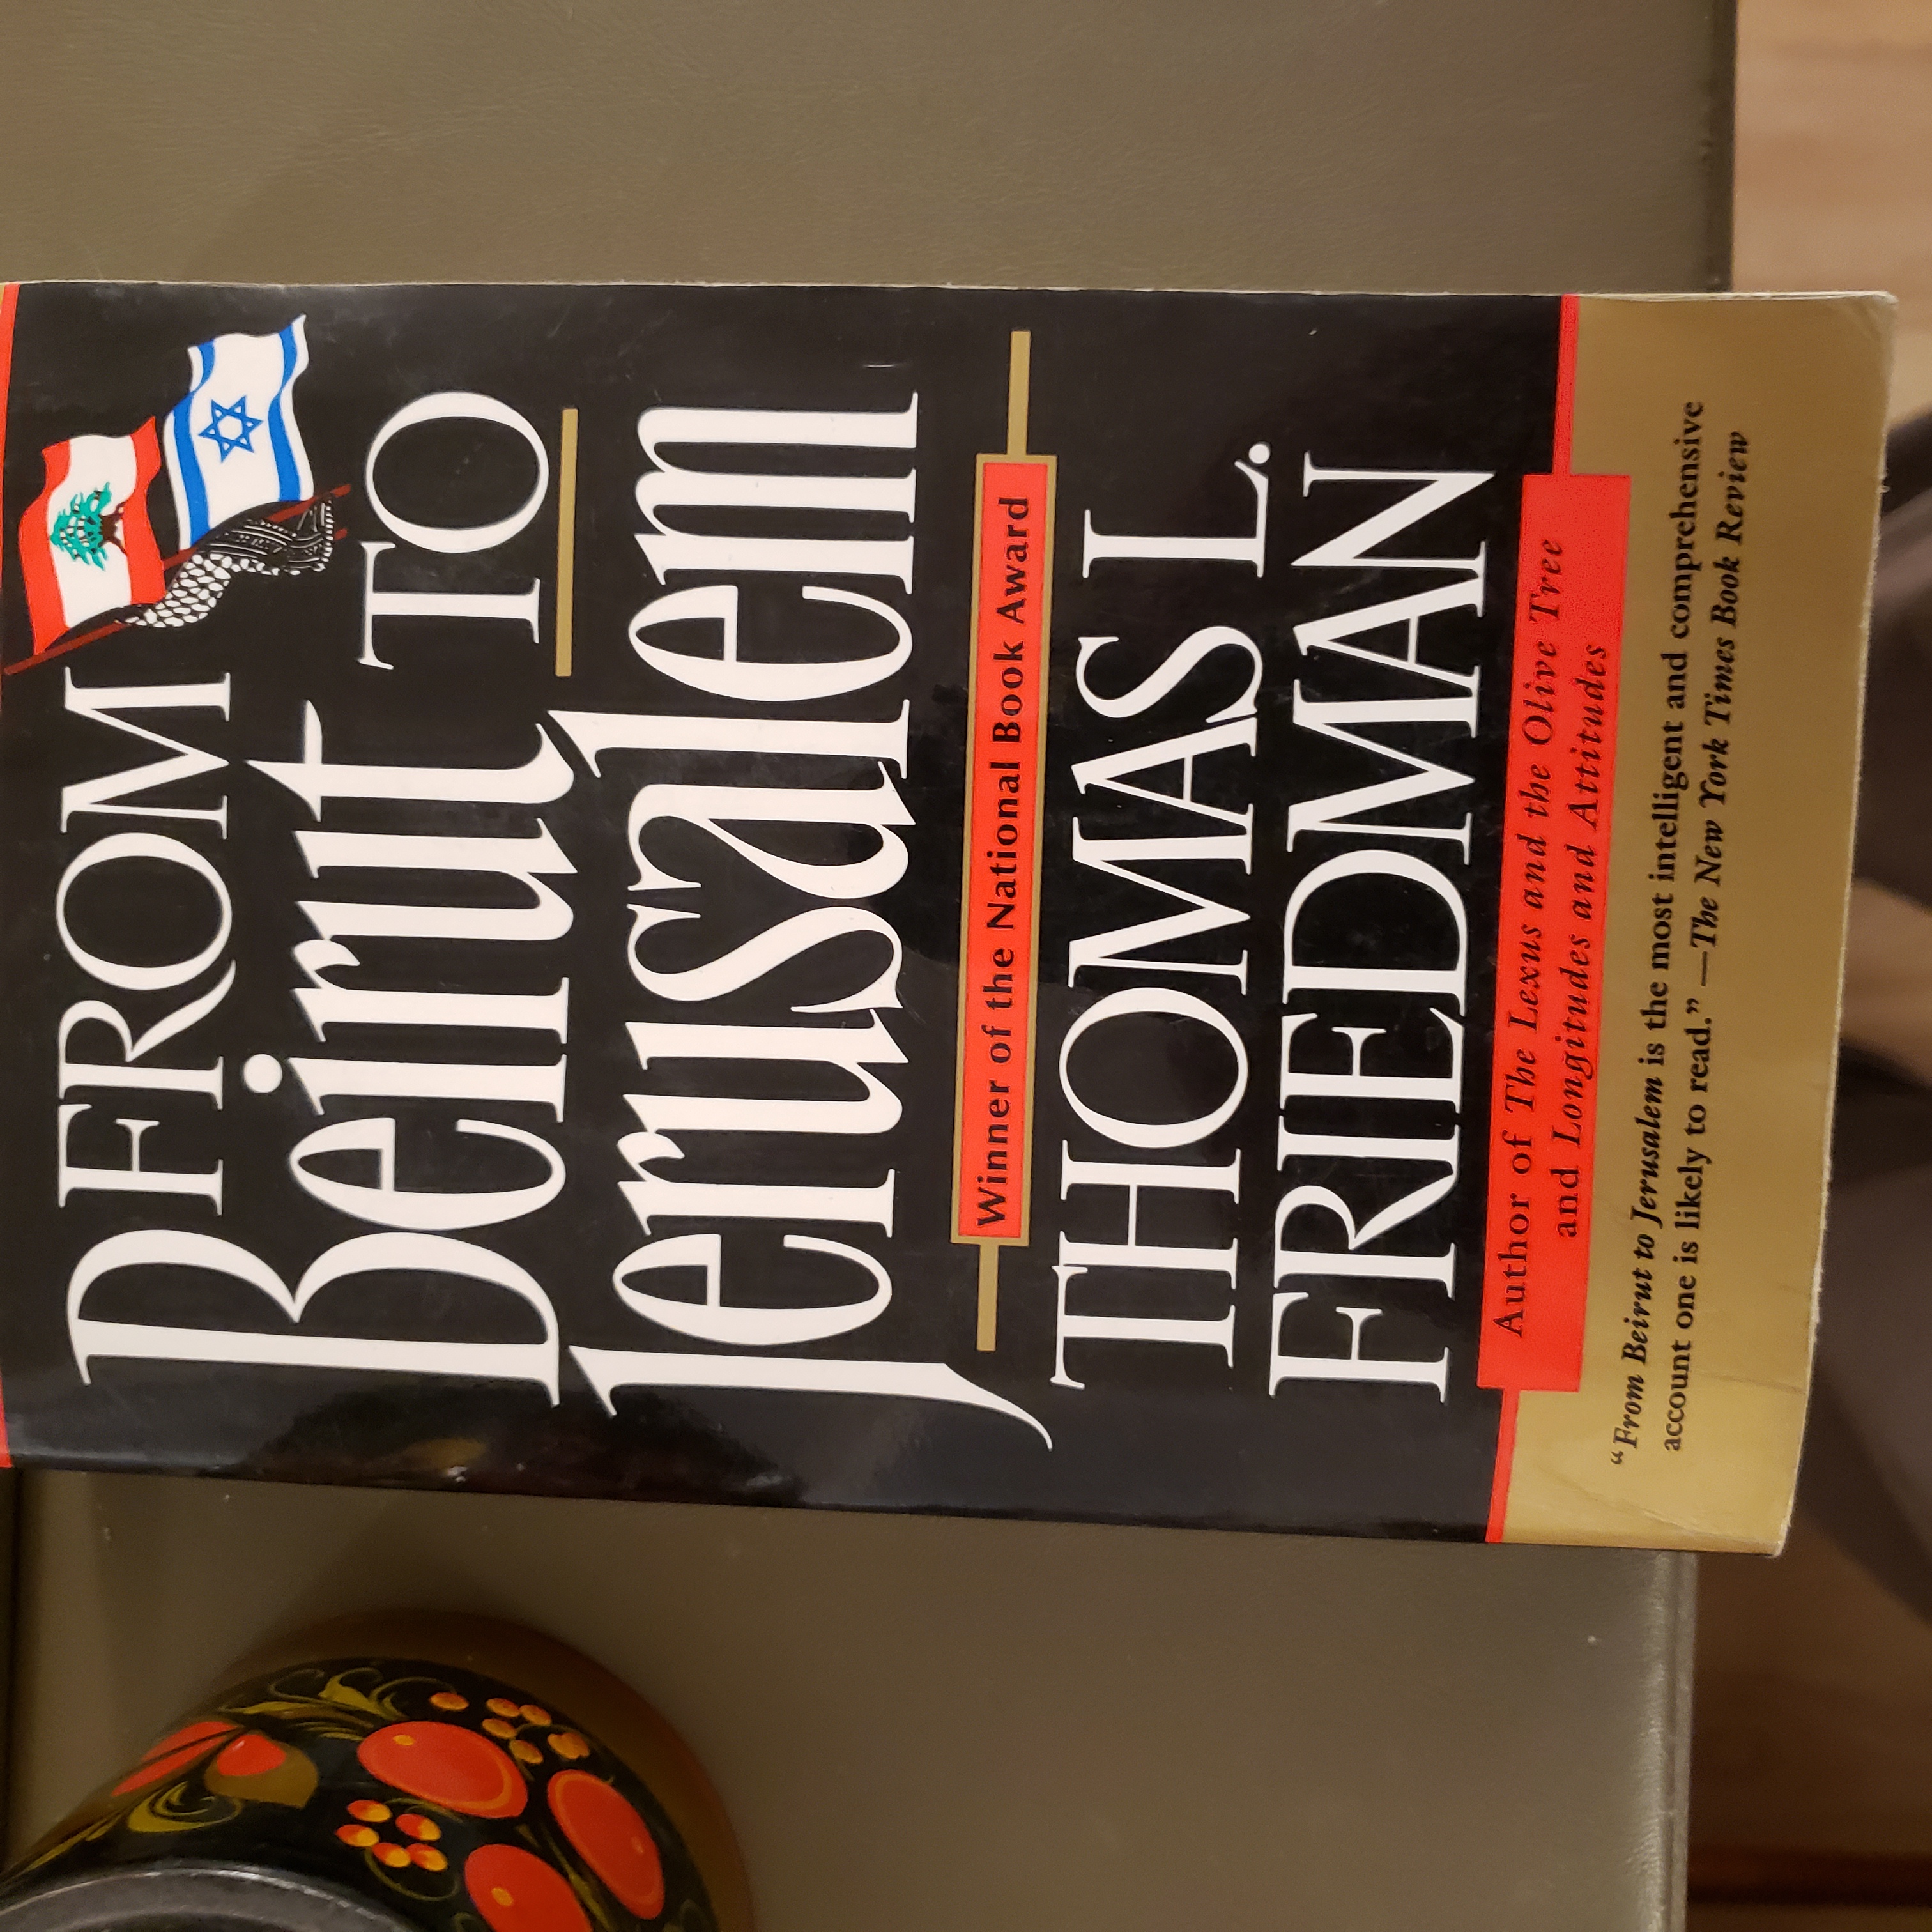 FROM
Beirut TO
Jerusalem
Winner of the National Book Award
THOMAS L.
FRIEDMAN
Author of The Lexus and the Olive Tree
and Longitudes and Attitudes
“From Beirut to Jerusalem is the most intelligent and comprehensive
account one is likely to read.” —The New York Times Book Review